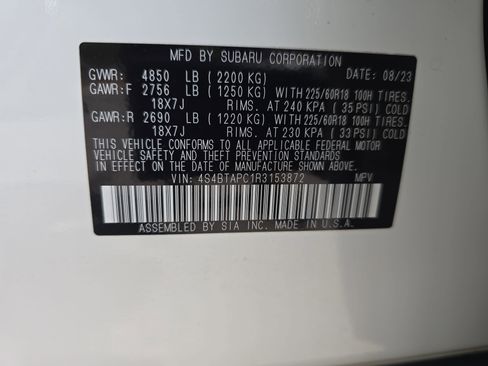 MFD BY SUBARU CORPORATION
GVWR: 4850 LB ( 2200 KG) DATE: 08/23
GAWR:F 2756 LB ( 1250 KG) WITH 225/60R18 100H TIRES.
18X7J RIMS. AT 240 KPA ( 35 PSI) COLD
GAWR:R 2690 LB ( 1220 KG) WITH 225/60R18 100H TIRES.
18X7J RIMS. AT 230 KPA ( 33 PSI) COLD
THIS VEHICLE CONFORMS TO ALL APPLICABLE FEDERAL MOTOR
VEHICLE SAFETY AND THEFT PREVENTION STANDARDS
IN EFFECT ON THE DATE OF MANUFACTURE SHOWN ABOVE.
VIN: 4S4BTAPC1R3153872 MPV
ASSEMBLED BY SIA INC. MADE IN U.S.A.